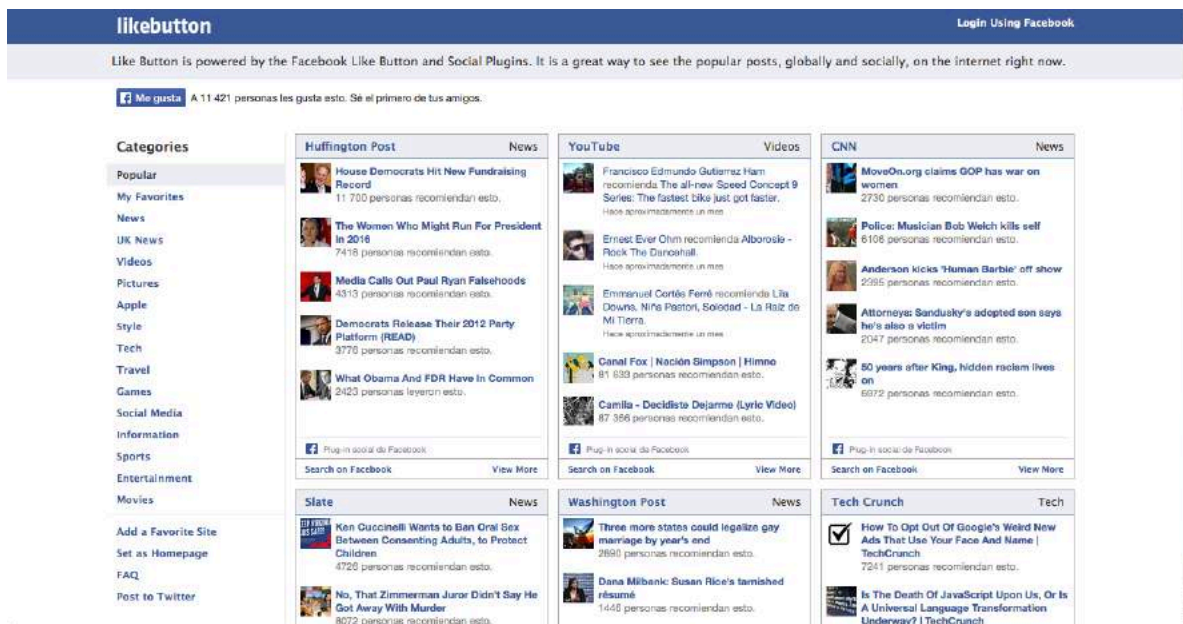 likebutton
Login Using Facebook
Like Button is powered by the Facebook Like Button and Social Plugins. It is a great way to see the popular posts, globally and socially, on the internet right now.
Me gusta A 11 421 personas les gusta esto. Sé el primero de tus amigos.
Categories
Popular
My Favorites
News
UK News
Videos
Pictures
Apple
Style
Tech
Travel
Games
Social Media
Information
Sports
Entertainment
Movies
Add a Favorite Site
Set as Homepage
FAQ
Post to Twitter
Huffington Post News
House Democrats Hit New Fundraising
Record
11 700 personas recomiendan esto.
The Women Who Might Run For President
In 2016
7416 personas recomiendan esto.
Media Calls Out Paul Ryan Falsehoods
4313 personas recomiendan esto.
Democrats Release Their 2012 Party
Platform (READ)
3776 personas recomiendan esto.
What Obama And FDR Have In Common
2423 personas leyeron esto.
Plug-in social de Facebook
Search on Facebook View More
YouTube Videos
Francisco Edmundo Gutierrez Ham
recomienda The all-new Speed Concept 9
Series: The fastest bike just got faster.
Hace aproximadamente un mes
Ernest Ever Ohm recomienda Alborosie -
Rock The Dancehall.
Hace aproximadamente un mes
Emmanuel Cortés Ferré recomienda Lila
Downs, Niña Pastori, Soledad - La Raíz de
Mi Tierra.
Hace aproximadamente un mes
Canal Fox | Nación Simpson | Himno
81 633 personas recomiendan esto.
Camila - Decidiste Dejarme (Lyric Video)
87 366 personas recomiendan esto.
Plug-in social de Facebook
Search on Facebook View More
CNN News
MoveOn.org claims GOP has war on
women
2730 personas recomiendan esto.
Police: Musician Bob Welch kills self
6106 personas recomiendan esto.
Anderson kicks 'Human Barbie' off show
2395 personas recomiendan esto.
Attorneys: Sandusky's adopted son says
he's also a victim
2047 personas recomiendan esto.
50 years after King, hidden racism lives
on
6972 personas recomiendan esto.
Plug-in social de Facebook
Search on Facebook View More
Slate News
Ken Cuccinelli Wants to Ban Oral Sex
Between Consenting Adults, to Protect
Children
4726 personas recomiendan esto.
No, That Zimmerman Juror Didn't Say He
Got Away With Murder
8072 personas recomiendan esto.
Washington Post News
Three more states could legalize gay
marriage by year's end
2690 personas recomiendan esto.
Dana Milbank: Susan Rice's tarnished
résumé
1446 personas recomiendan esto.
Tech Crunch Tech
How To Opt Out Of Google's Weird New
Ads That Use Your Face And Name |
TechCrunch
7241 personas recomiendan esto.
Is The Death Of JavaScript Upon Us, Or Is
A Universal Language Transformation
Underway? | TechCrunch